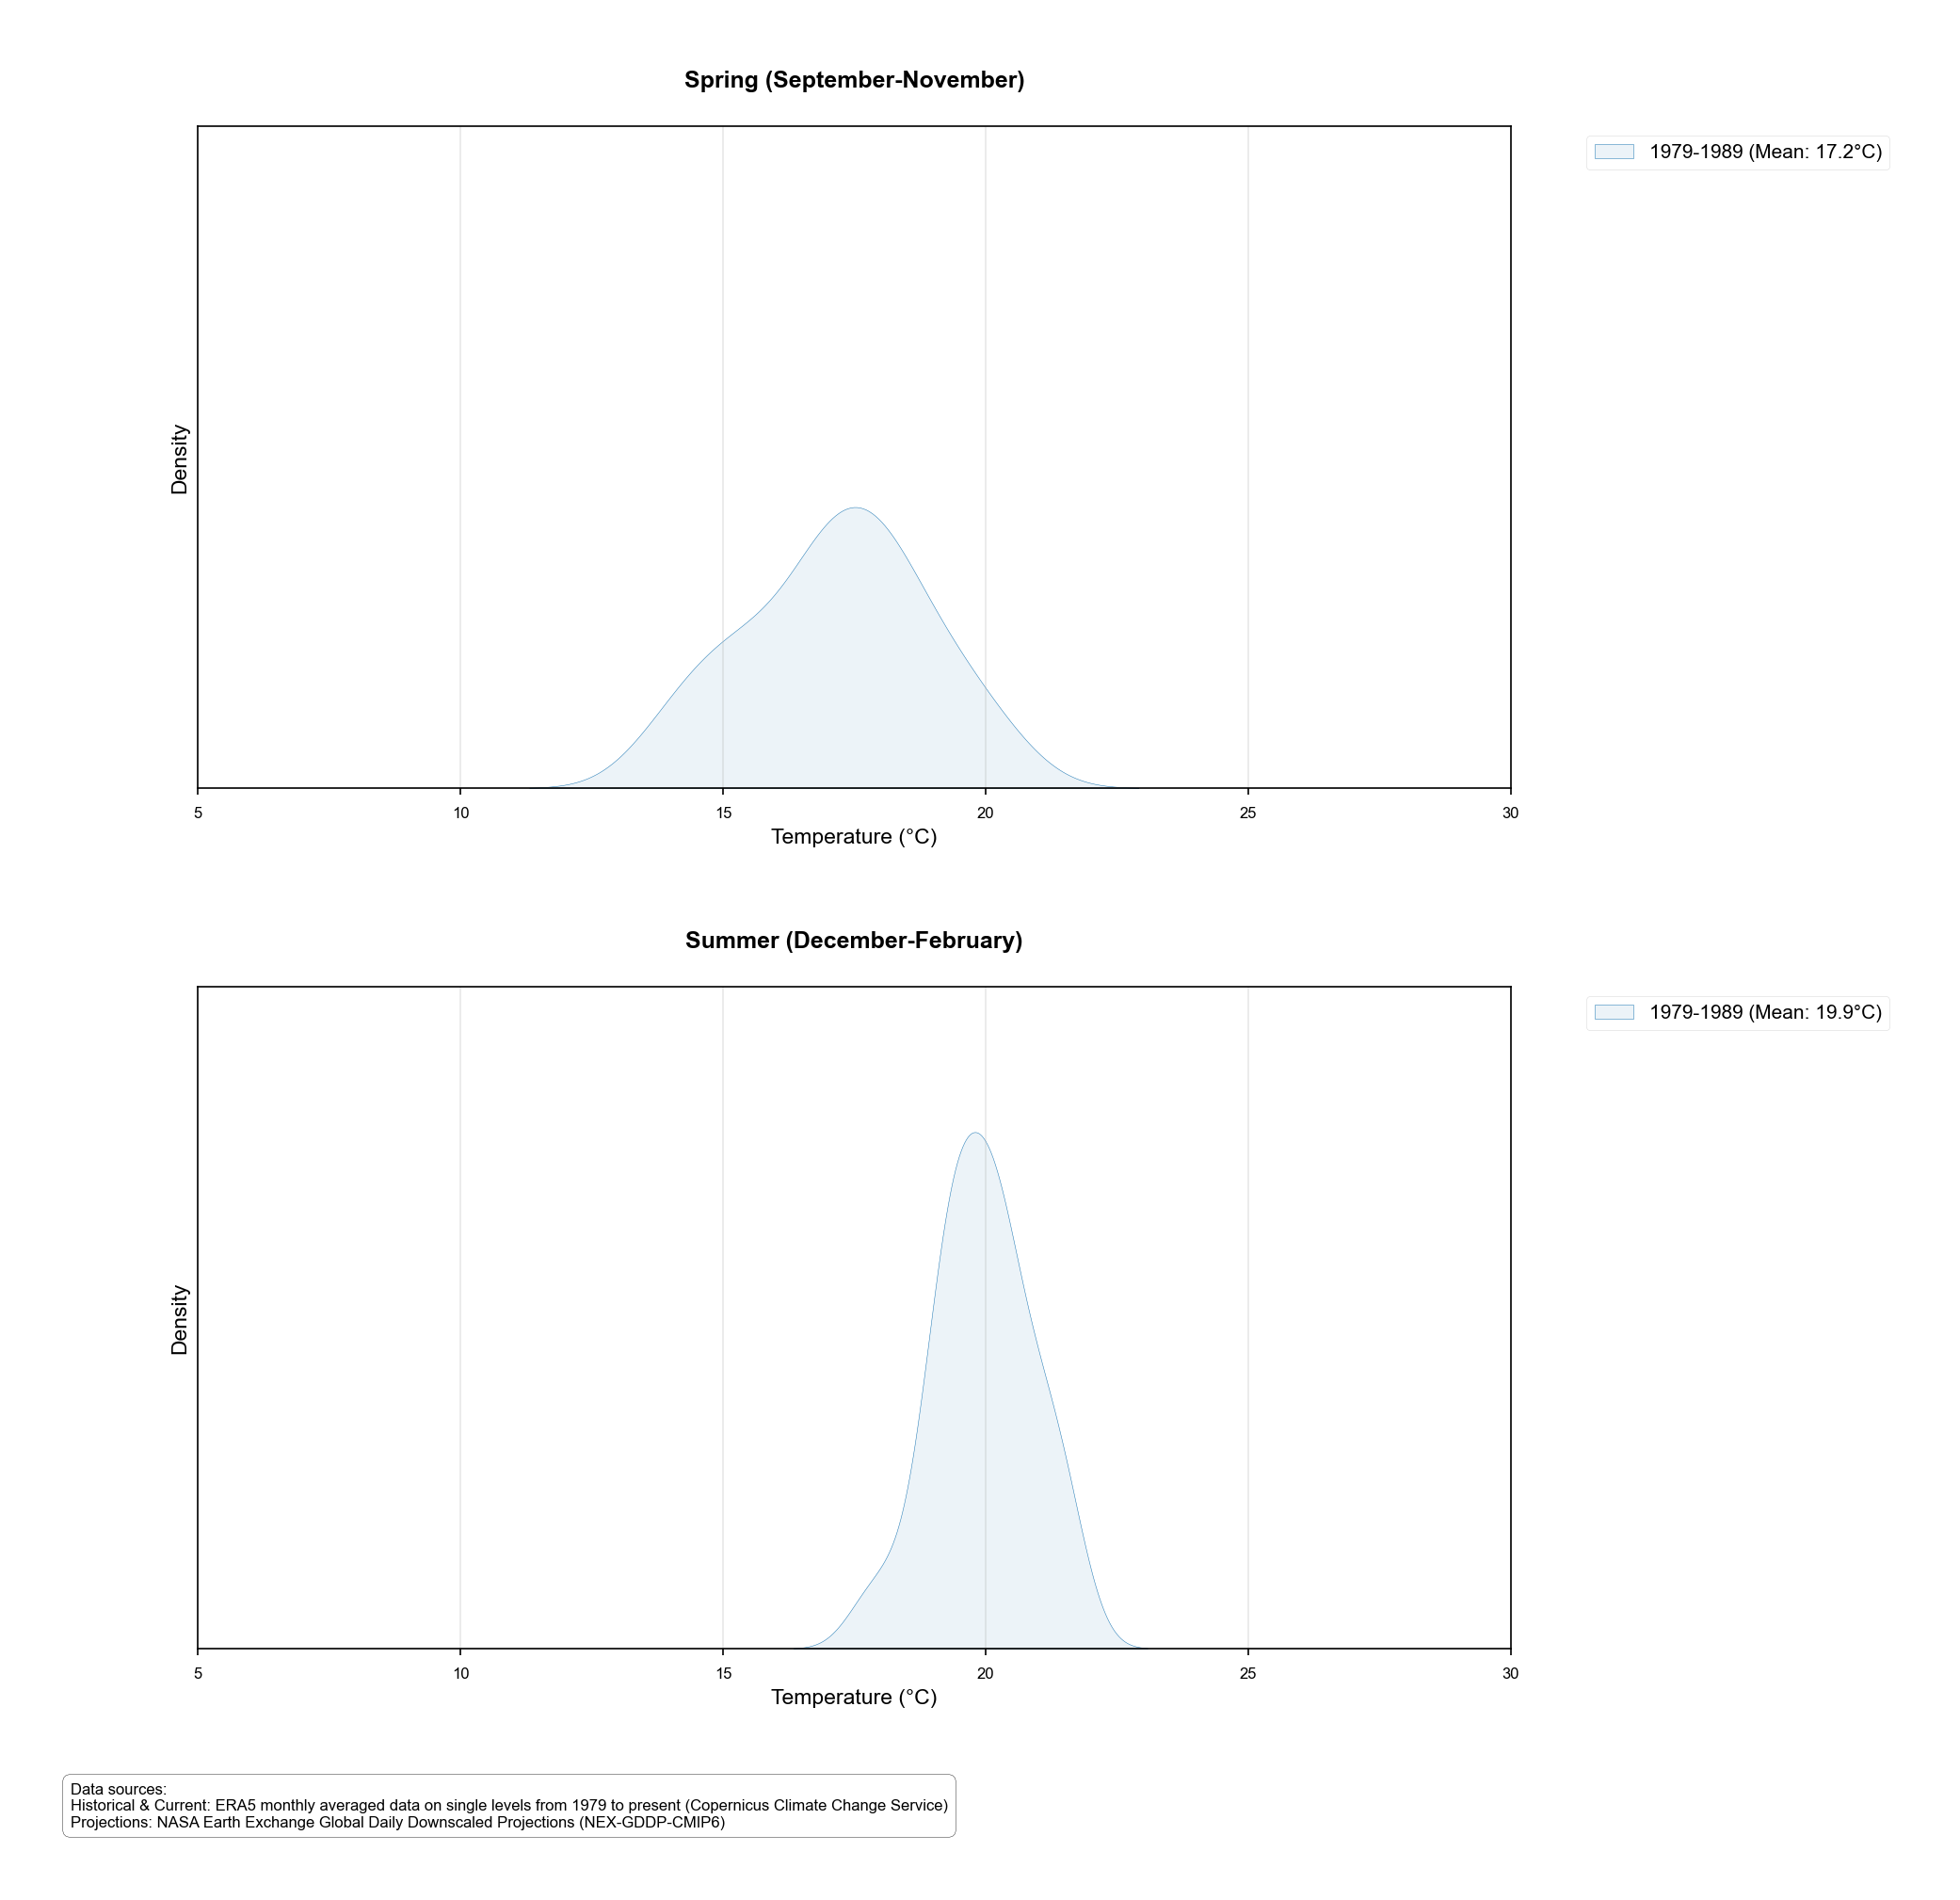 Spring (September-November)
1979-1989 (Mean: 17.2°C)
Density
5 10 15 20 25 30
Temperature (°C)
Summer (December-February)
1979-1989 (Mean: 19.9°C)
Density
5 10 15 20 25 30
Temperature (°C)
Data sources:
Historical & Current: ERA5 monthly averaged data on single levels from 1979 to present (Copernicus Climate Change Service)
Projections: NASA Earth Exchange Global Daily Downscaled Projections (NEX-GDDP-CMIP6)